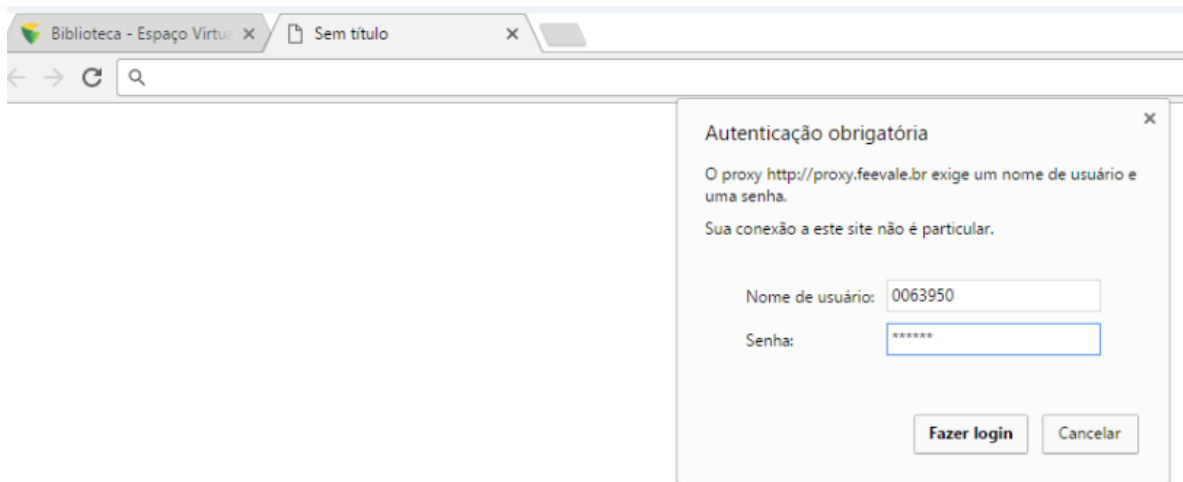 Biblioteca - Espaço Virtua
Sem título
Autenticação obrigatória
O proxy http://proxy.feevale.br exige um nome de usuário e
uma senha.
Sua conexão a este site não é particular.
Nome de usuário: 0063950
Senha: ******
Fazer login Cancelar